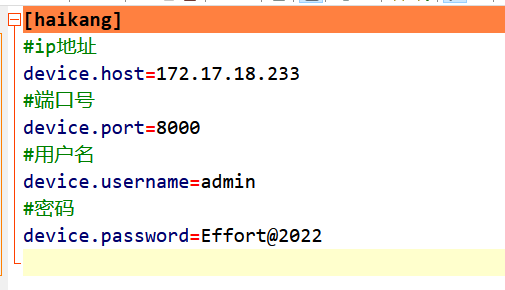 [haikang]
#ip地址
device.host=172.17.18.233
#端口号
device.port=8000
#用户名
device.username=admin
#密码
device.password=Effort@2022